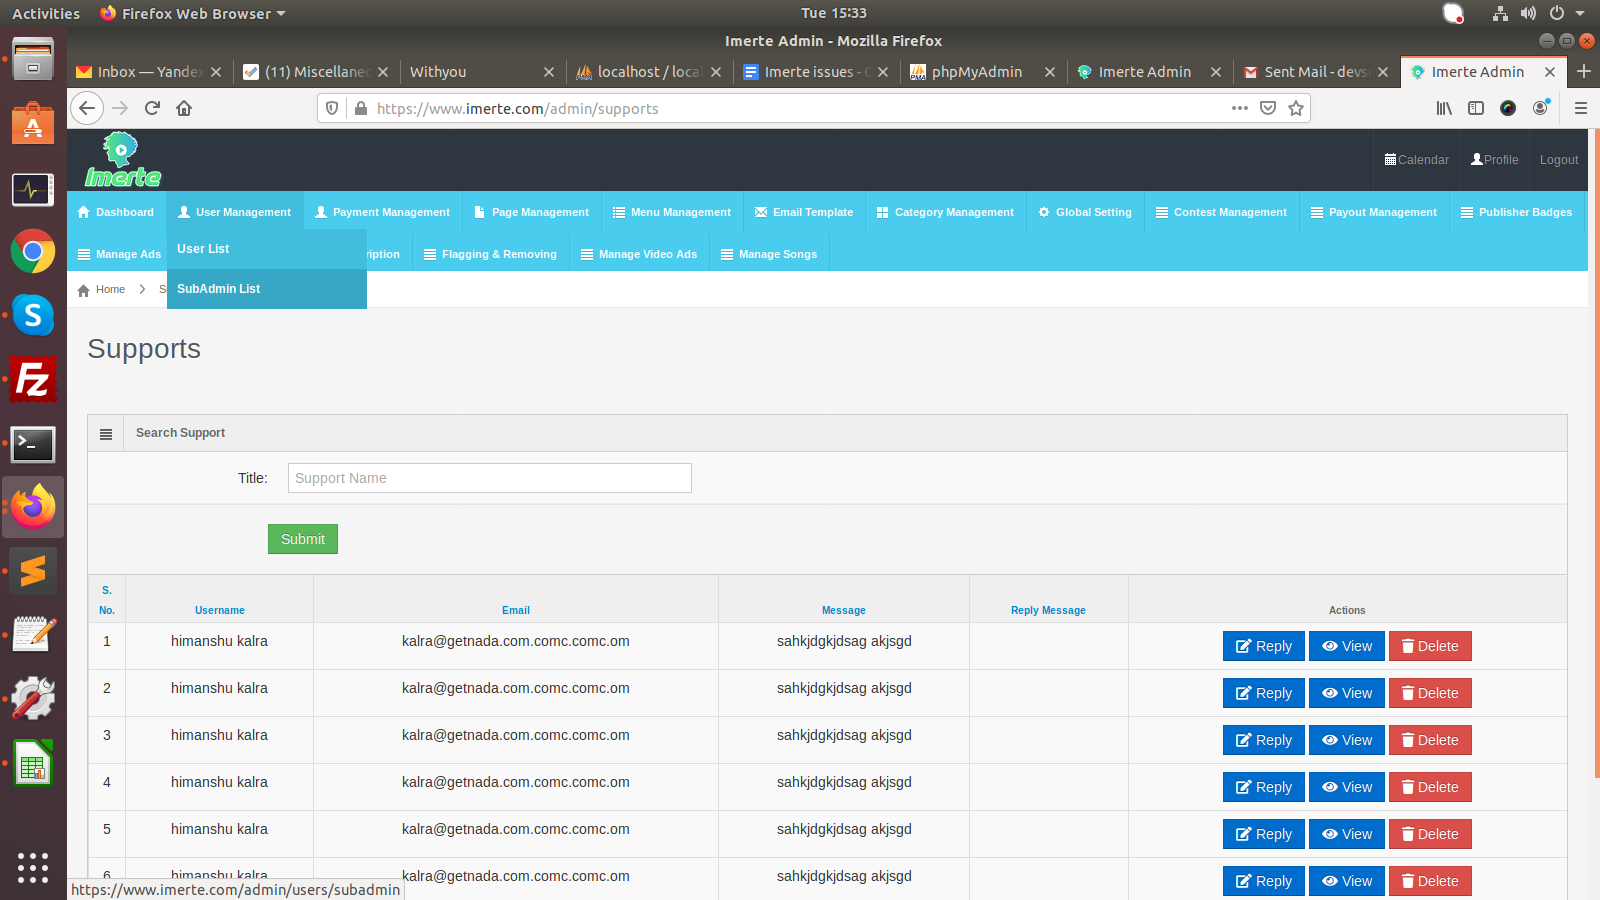 Activities
Firefox Web Browser
Tue 15:33
Imerte Admin - Mozilla Firefox
Inbox — Yandex
(11) Miscellaneo
Withyou
localhost / local
Imerte issues - G
phpMyAdmin
Imerte Admin
Sent Mail - devs
Imerte Admin
https://www.imerte.com/admin/supports
Imerte
Calendar
Profile
Logout
Dashboard
User Management
Payment Management
Page Management
Menu Management
Email Template
Category Management
Global Setting
Contest Management
Payout Management
Publisher Badges
Manage Ads
ription
Flagging & Removing
Manage Video Ads
Manage Songs
User List
SubAdmin List
Home
S
Supports
Search Support
Title:
Support Name
Submit
S. No. Username Email Message Reply Message Actions
1 himanshu kalra kalra@getnada.com.comc.comc.om sahkjdgkjdsag akjsgd Reply View Delete
2 himanshu kalra kalra@getnada.com.comc.comc.om sahkjdgkjdsag akjsgd Reply View Delete
3 himanshu kalra kalra@getnada.com.comc.comc.om sahkjdgkjdsag akjsgd Reply View Delete
4 himanshu kalra kalra@getnada.com.comc.comc.om sahkjdgkjdsag akjsgd Reply View Delete
5 himanshu kalra kalra@getnada.com.comc.comc.om sahkjdgkjdsag akjsgd Reply View Delete
6 himanshu kalra kalra@getnada.com.comc.comc.om sahkjdgkjdsag akjsgd Reply View Delete
https://www.imerte.com/admin/users/subadmin